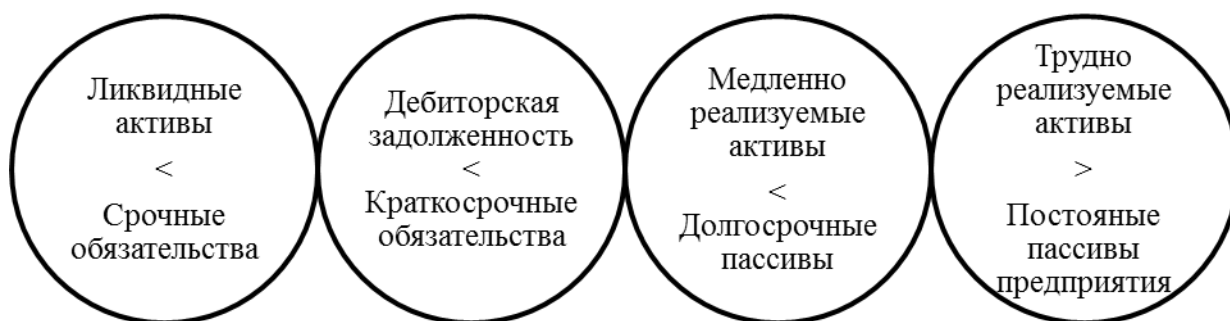 Ликвидные
активы
<
Срочные
обязательства
Дебиторская
задолженность
<
Краткосрочные
обязательства
Медленно
реализуемые
активы
<
Долгосрочные
пассивы
Трудно
реализуемые
активы
>
Постояные
пассивы
предприятия